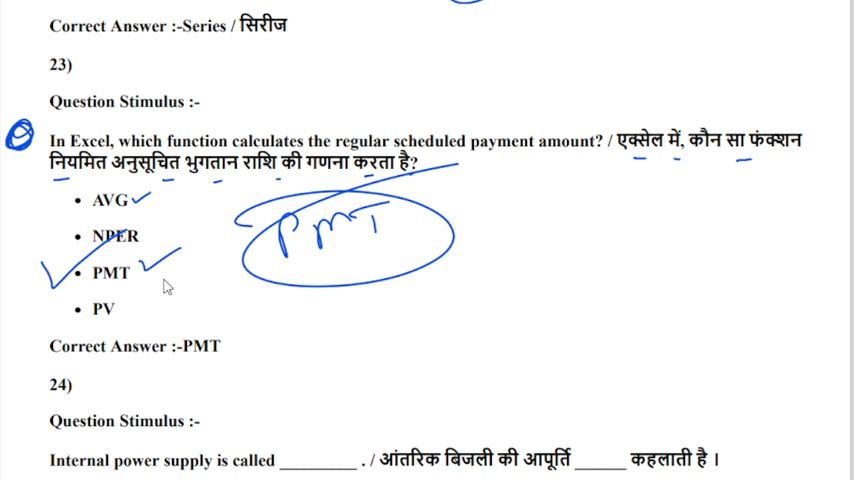 Correct Answer :-Series / सिरीज
23)
Question Stimulus :-
In Excel, which function calculates the regular scheduled payment amount? / एक्सेल में, कौन सा फंक्शन
नियमित अनुसूचित भुगतान राशि की गणना करता है?
• AVG
• NPER
• PMT
• PV
PMT
Correct Answer :-PMT
24)
Question Stimulus :-
Internal power supply is called _________ . / आंतरिक बिजली की आपूर्ति ______ कहलाती है ।